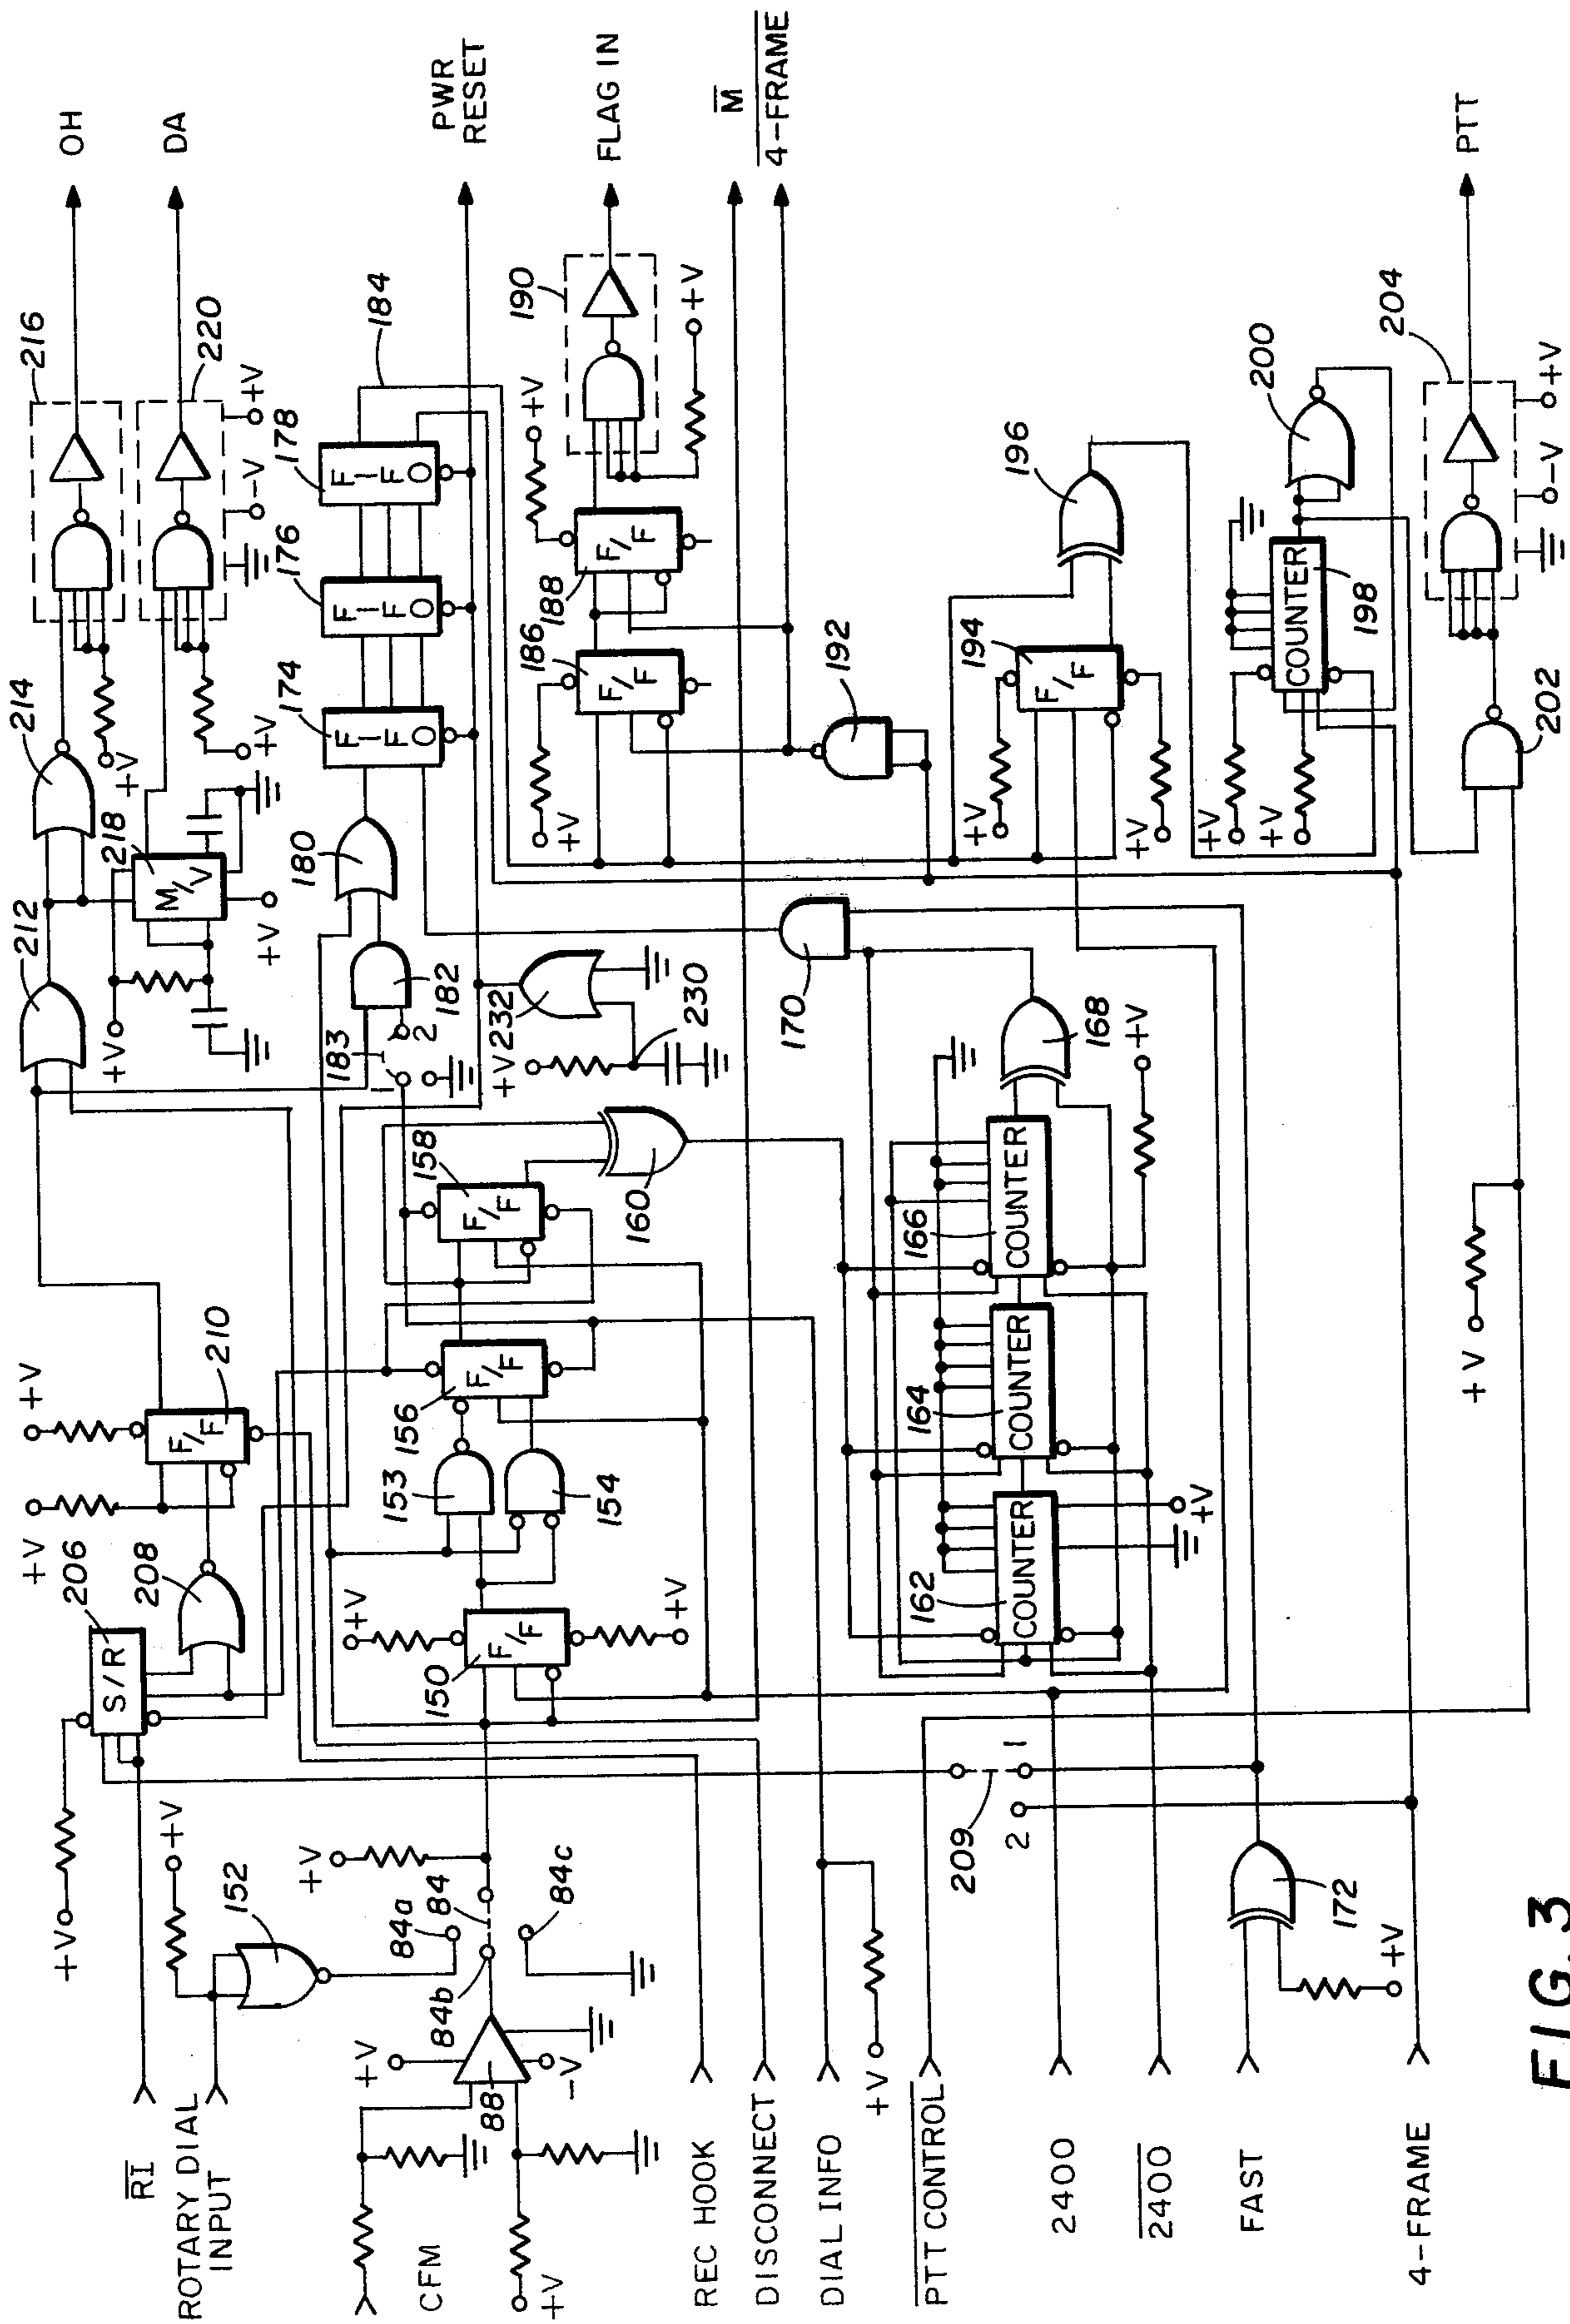 OH
DA
PWR
RESET
FLAG IN
M
4-FRAME
PTT
216
220
+V
-V
214
+V
+V
218
M/V
212
+V
+V
184
178
F-I-F-O
176
F-I-F-O
174
F-I-F-O
180
182
183
1
2
232
+V
230
190
+V
+V
188
F/F
186
F/F
+V
192
196
194
F/F
+V
+V
200
COUNTER
198
+V
+V
204
-V
+V
202
170
168
+V
158
F/F
160
166
COUNTER
164
COUNTER
162
COUNTER
+V
+V
210
F/F
+V
+V
206
S/R
208
156
F/F
153
154
150
F/F
+V
+V
209
1
2
172
+V
+V
+V
152
+V
84a
84
84b
84c
+V
-V
88
+V
+V
RI
ROTARY DIAL
INPUT
CFM
REC HOOK
DISCONNECT
DIAL INFO
PTT CONTROL
2400
2400
FAST
4-FRAME
FIG. 3